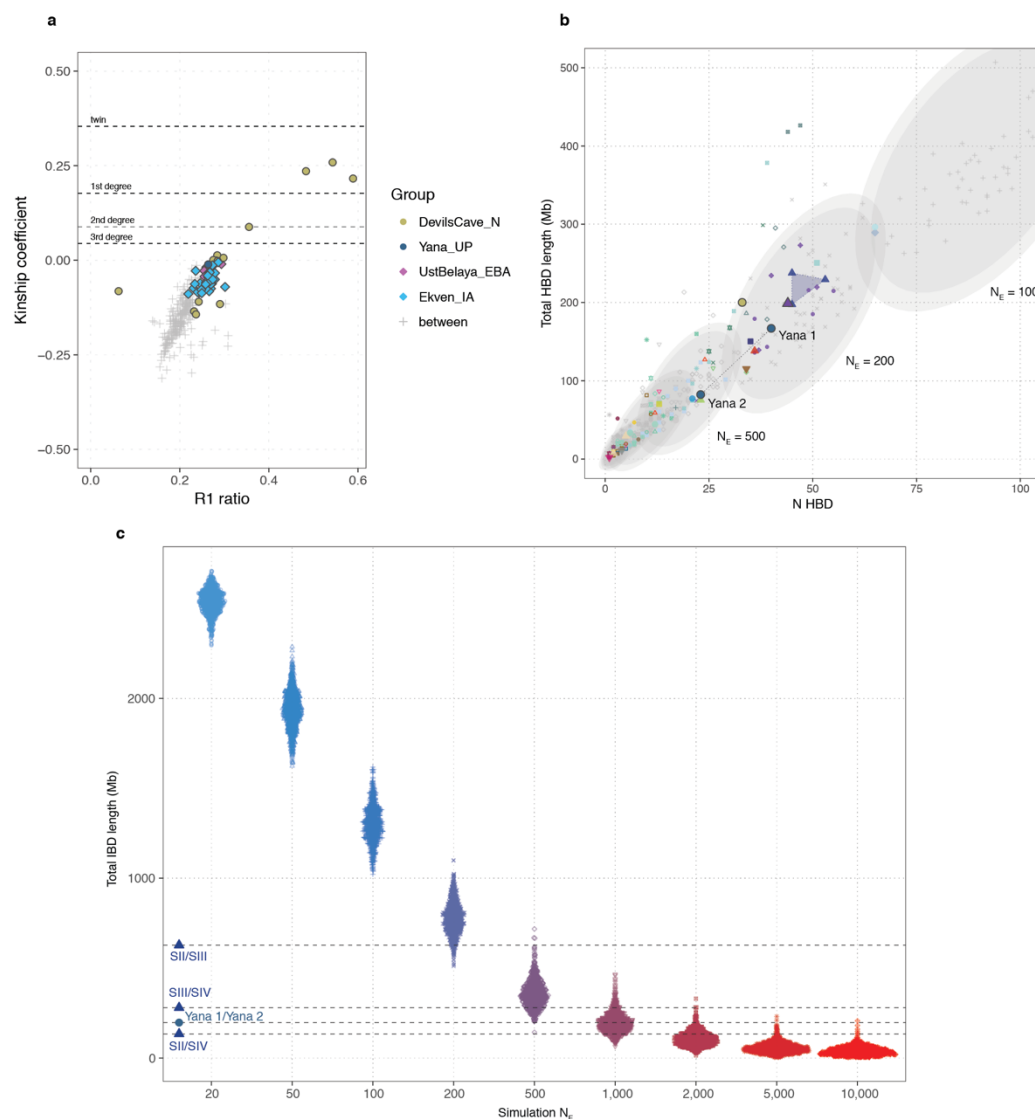 a
Kinship coefficient
0.50
0.25
0.00
−0.25
−0.50
twin
1st degree
2nd degree
3rd degree
0.0
0.2
0.4
0.6
R1 ratio
Group
DevilsCave_N
Yana_UP
UstBelaya_EBA
Ekven_IA
between
b
Total HBD length (Mb)
500
400
300
200
100
0
Yana 1
Yana 2
N_E = 100
N_E = 200
N_E = 500
0
25
50
75
100
N HBD
c
Total IBD length (Mb)
2000
1000
0
SII/SIII
SIII/SIV
Yana 1/Yana 2
SII/SIV
20
50
100
200
500
1,000
2,000
5,000
10,000
Simulation N_E